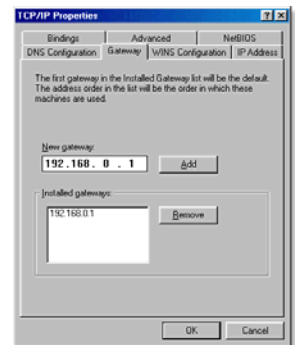 TCP/IP Properties
Bindings Advanced NetBIOS
DNS Configuration Gateway WINS Configuration IP Address
The first gateway in the Installed Gateway list will be the default.
The address order in the list will be the order in which these
machines are used.
New gateway:
192.168. 0 . 1 Add
Installed gateways:
192.168.0.1 Remove
OK Cancel